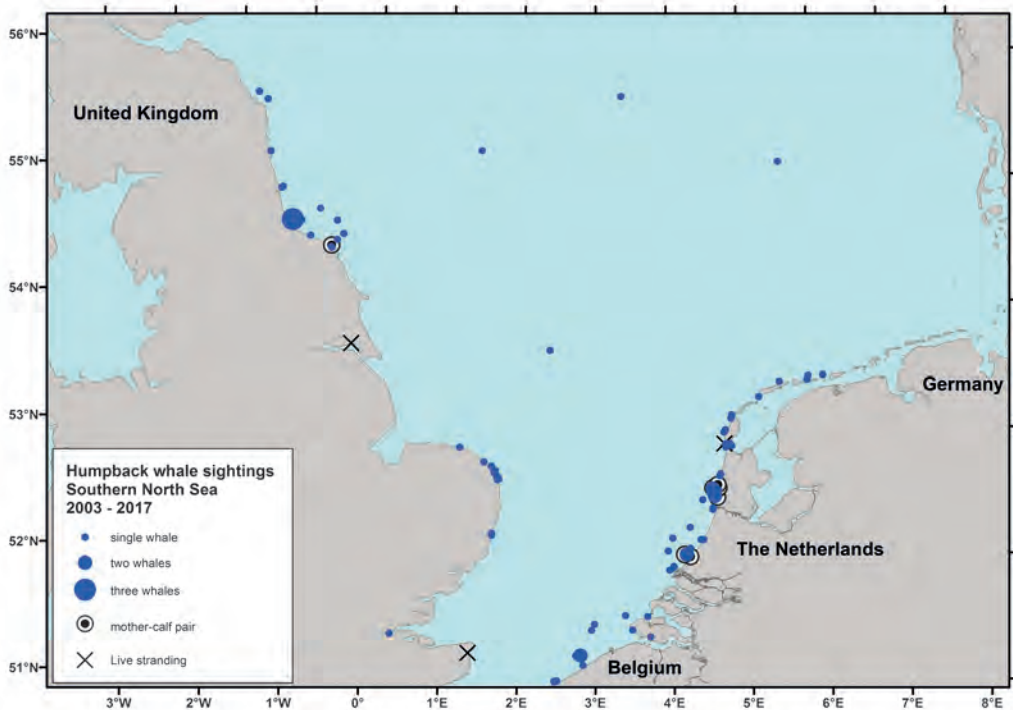 56°N
55°N
54°N
53°N
52°N
51°N
United Kingdom
Germany
The Netherlands
Belgium
Humpback whale sightings
Southern North Sea
2003 - 2017
single whale
two whales
three whales
mother-calf pair
Live stranding
3°W 2°W 1°W 0° 1°E 2°E 3°E 4°E 5°E 6°E 7°E 8°E